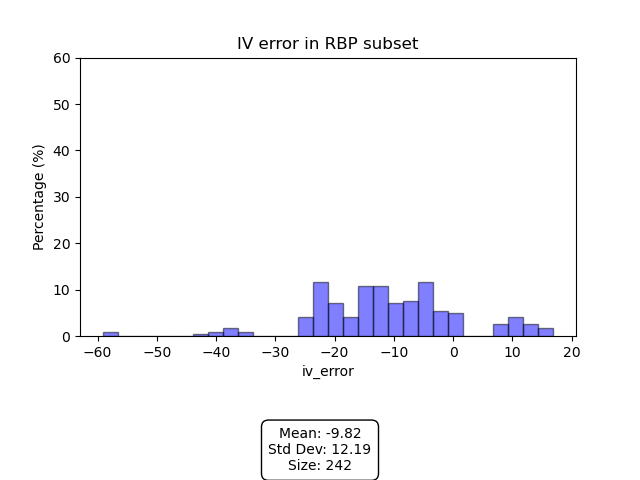 IV error in RBP subset
60
50
40
30
20
10
0
Percentage (%)
−60 −50 −40 −30 −20 −10 0 10 20
iv_error
Mean: -9.82
Std Dev: 12.19
Size: 242